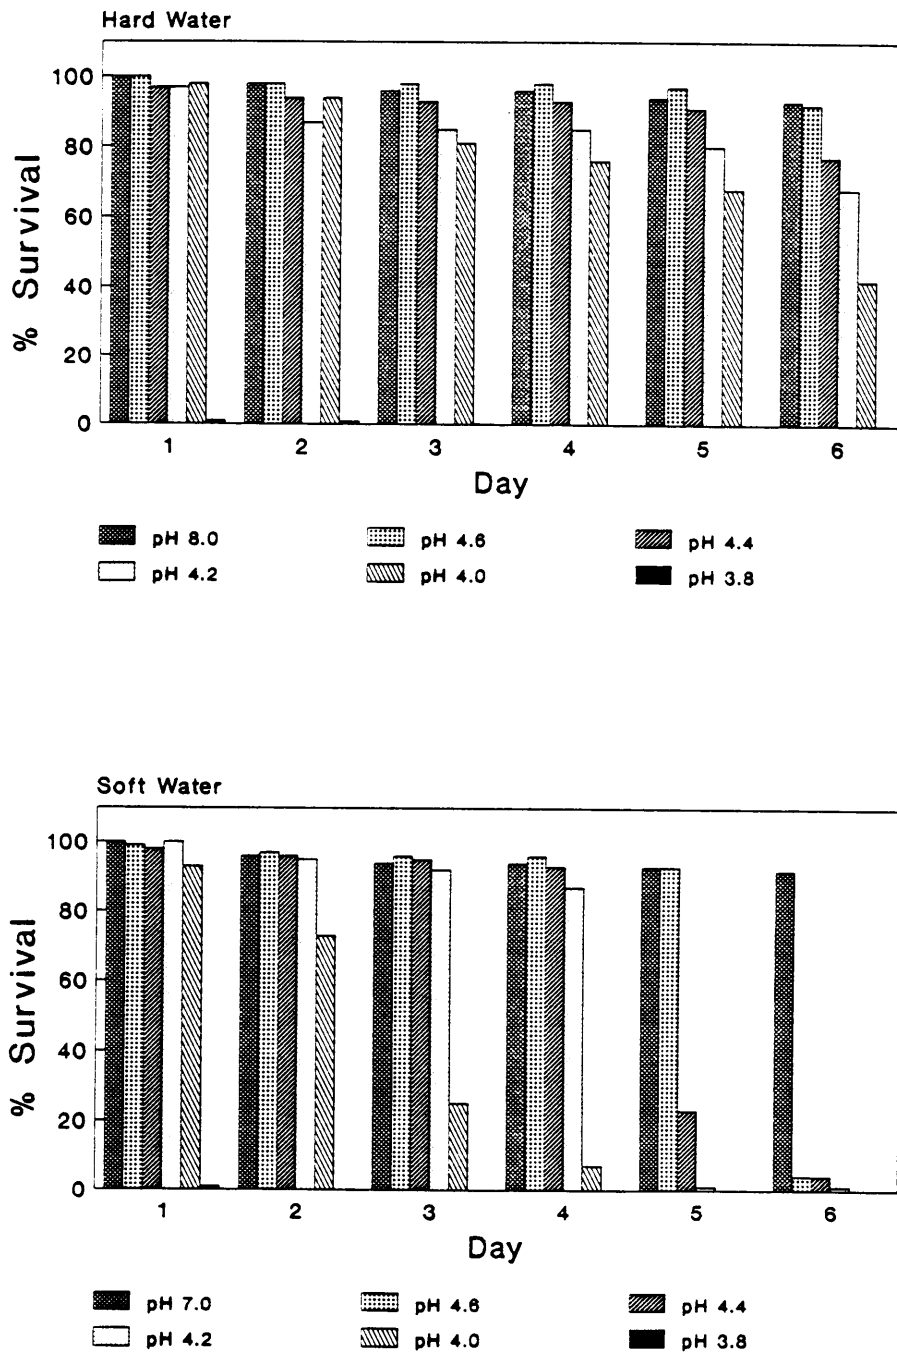 Hard Water
100
80
60
40
20
0
% Survival
1 2 3 4 5 6
Day
pH 8.0 pH 4.6 pH 4.4
pH 4.2 pH 4.0 pH 3.8
Soft Water
100
80
60
40
20
0
% Survival
1 2 3 4 5 6
Day
pH 7.0 pH 4.6 pH 4.4
pH 4.2 pH 4.0 pH 3.8